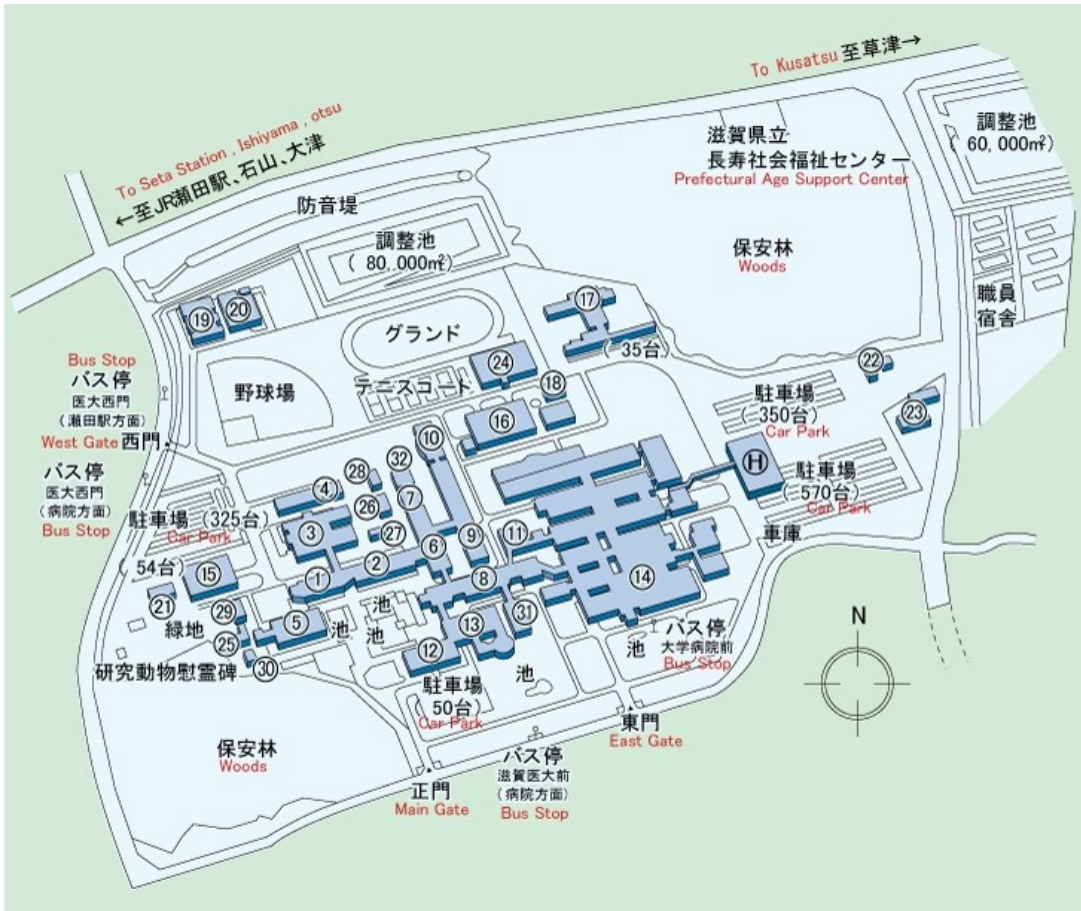 To Kusatsu 至草津→
To Seta Station , Ishiyama , otsu
←至JR瀬田駅、石山、大津
滋賀県立
長寿社会福祉センター
Prefectural Age Support Center
調整池
( 60, 000㎡)
防音堤
調整池
( 80, 000㎡)
保安林
Woods
職員
宿舎
⑰
( 35台)
⑲
⑳
グランド
㉔
テニスコート
⑱
⑯
野球場
Bus Stop
バス停
医大西門
(瀬田駅方面)
West Gate 西門
バス停
医大西門
(病院方面)
Bus Stop
㉒
㉓
駐車場
( 350台)
Car Park
H
駐車場
( 570台)
Car Park
車庫
⑩
㉜
㉘
④
⑦
㉖
③
㉗
駐車場 (325台)
Car Park
( 54台)
⑥
⑨
⑪
②
①
⑧
⑭
⑮
㉑
㉙
緑地
㉕
⑤
池
池
池
⑬
㉛
⑫
㉚
研究動物慰霊碑
駐車場
( 50台)
Car Park
池
池
バス停
大学病院前
Bus Stop
N
東門
East Gate
保安林
Woods
正門
Main Gate
バス停
滋賀医大前
(病院方面)
Bus Stop